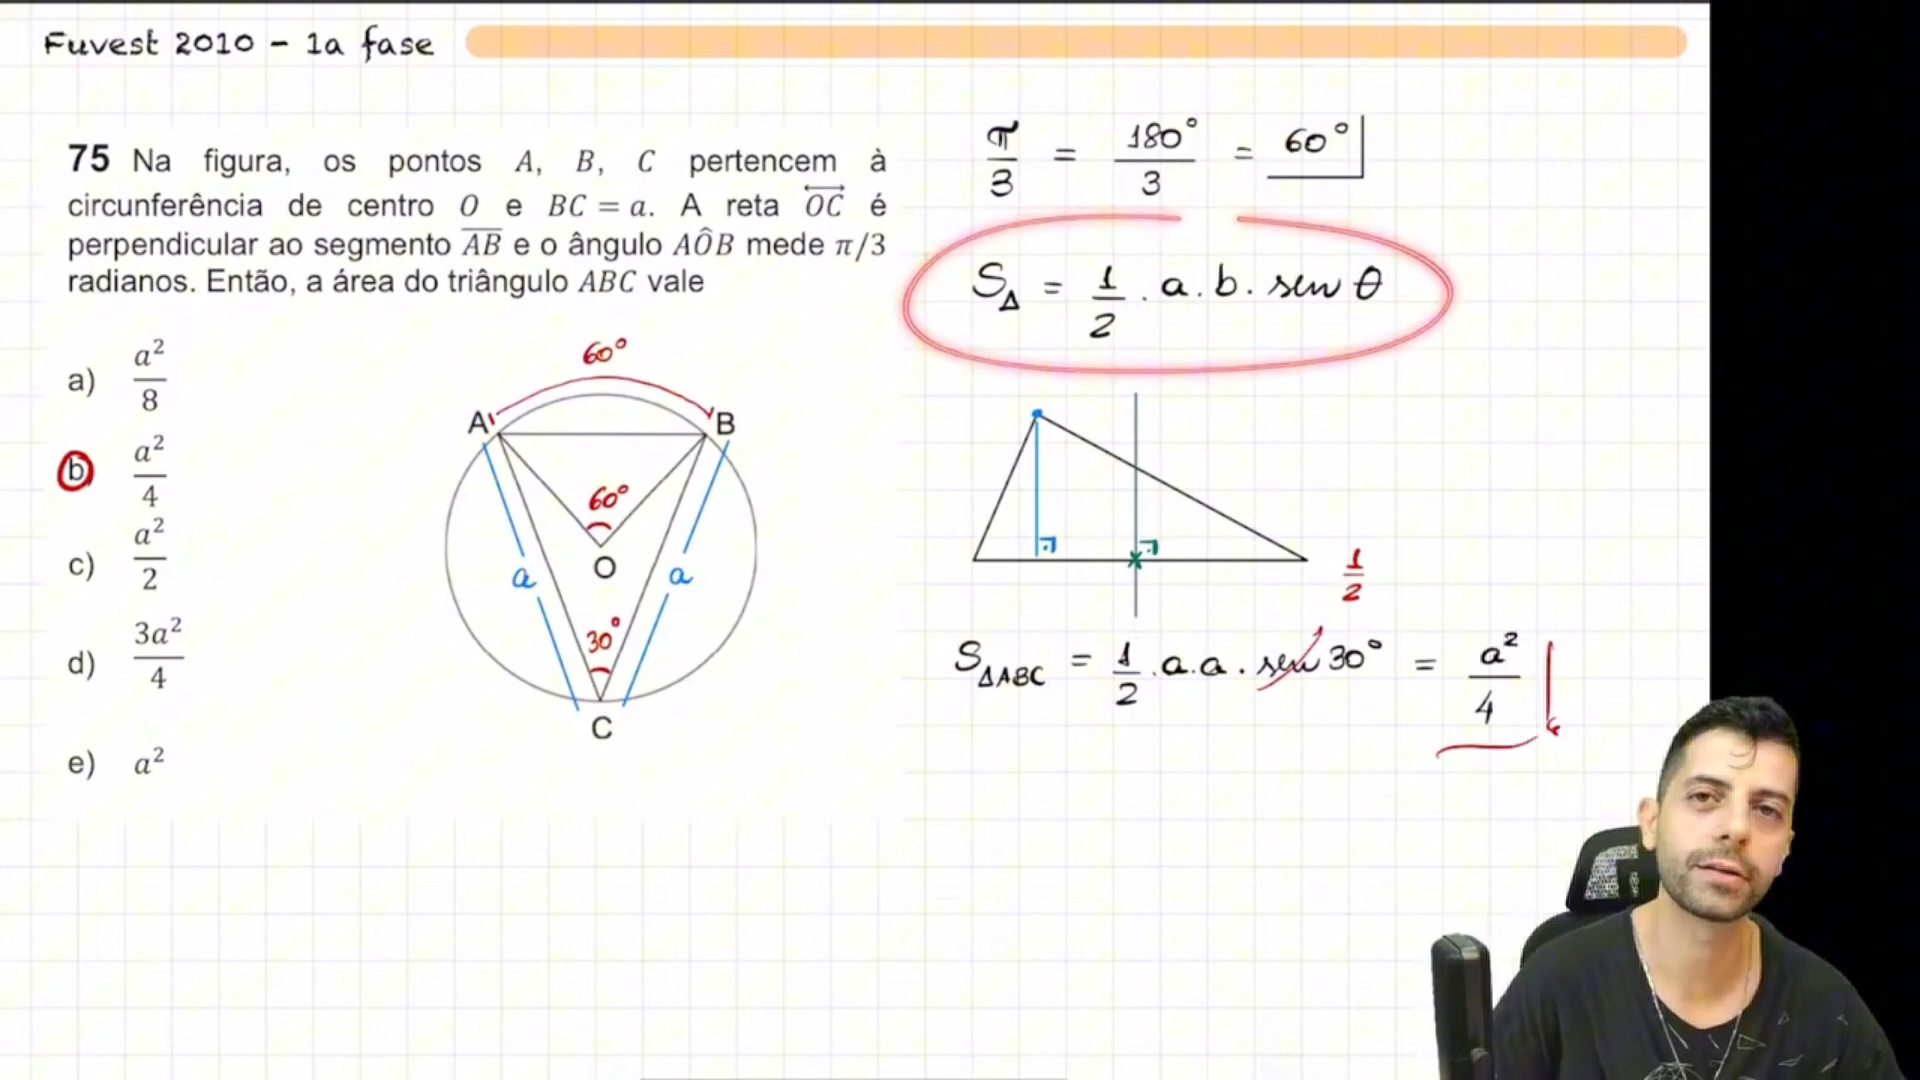 Fuvest 2010 - 1a fase
75 Na figura, os pontos A, B, C pertencem à
circunferência de centro O e BC = a. A reta OC é
perpendicular ao segmento AB e o ângulo AÔB mede π/3
radianos. Então, a área do triângulo ABC vale
a) a²/8
b) a²/4
c) a²/2
d) 3a²/4
e) a²
60°
A B
60°
O
a a
30°
C
π/3 = 180°/3 = 60°
S△ = 1/2 . a . b . sen θ
1/2
S△ABC = 1/2 . a . a . sen 30° = a²/4